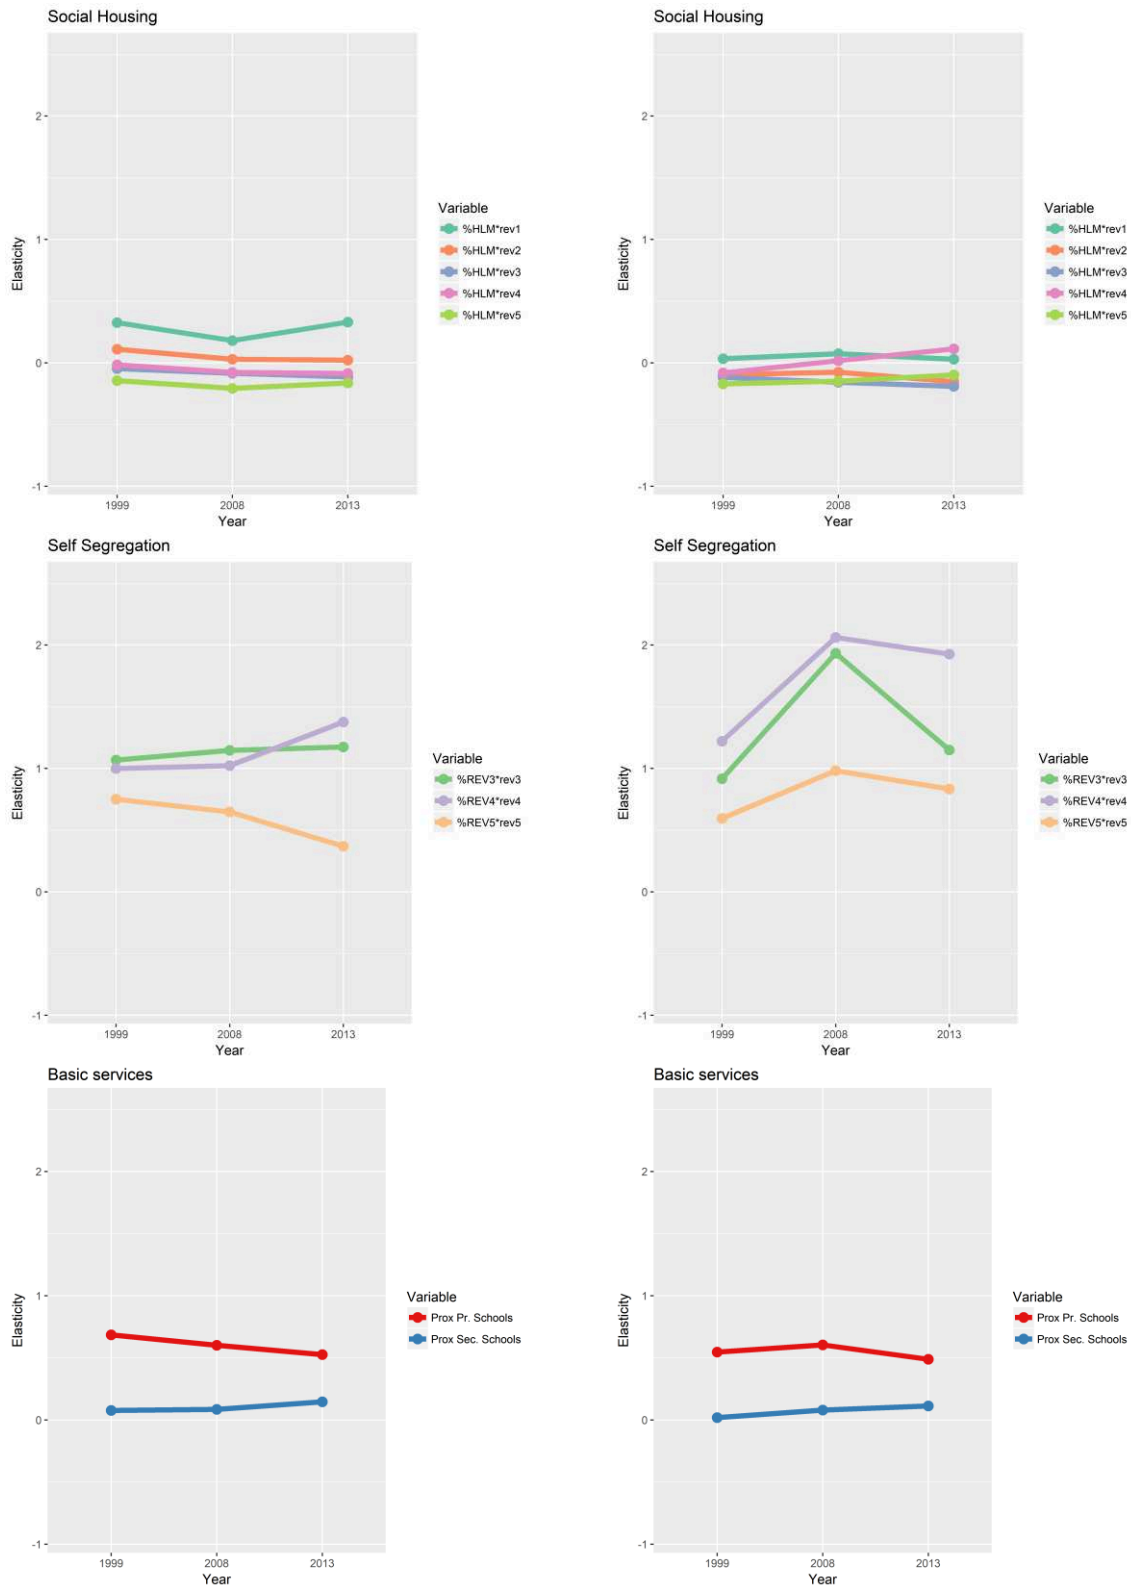 Social Housing
2
1
0
-1
Elasticity
1999 2008 2013
Year
Variable
%HLM*rev1
%HLM*rev2
%HLM*rev3
%HLM*rev4
%HLM*rev5
Social Housing
2
1
0
-1
Elasticity
1999 2008 2013
Year
Variable
%HLM*rev1
%HLM*rev2
%HLM*rev3
%HLM*rev4
%HLM*rev5
Self Segregation
2
1
0
-1
Elasticity
1999 2008 2013
Year
Variable
%REV3*rev3
%REV4*rev4
%REV5*rev5
Self Segregation
2
1
0
-1
Elasticity
1999 2008 2013
Year
Variable
%REV3*rev3
%REV4*rev4
%REV5*rev5
Basic services
2
1
0
-1
Elasticity
1999 2008 2013
Year
Variable
Prox Pr. Schools
Prox Sec. Schools
Basic services
2
1
0
-1
Elasticity
1999 2008 2013
Year
Variable
Prox Pr. Schools
Prox Sec. Schools